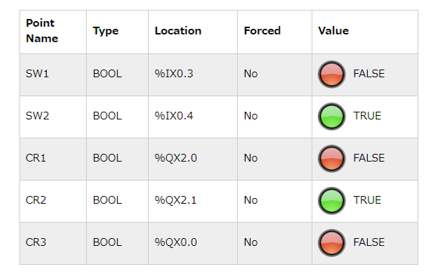 Point Name Type Location Forced Value
SW1 BOOL %IX0.3 No FALSE
SW2 BOOL %IX0.4 No TRUE
CR1 BOOL %QX2.0 No FALSE
CR2 BOOL %QX2.1 No TRUE
CR3 BOOL %QX0.0 No FALSE